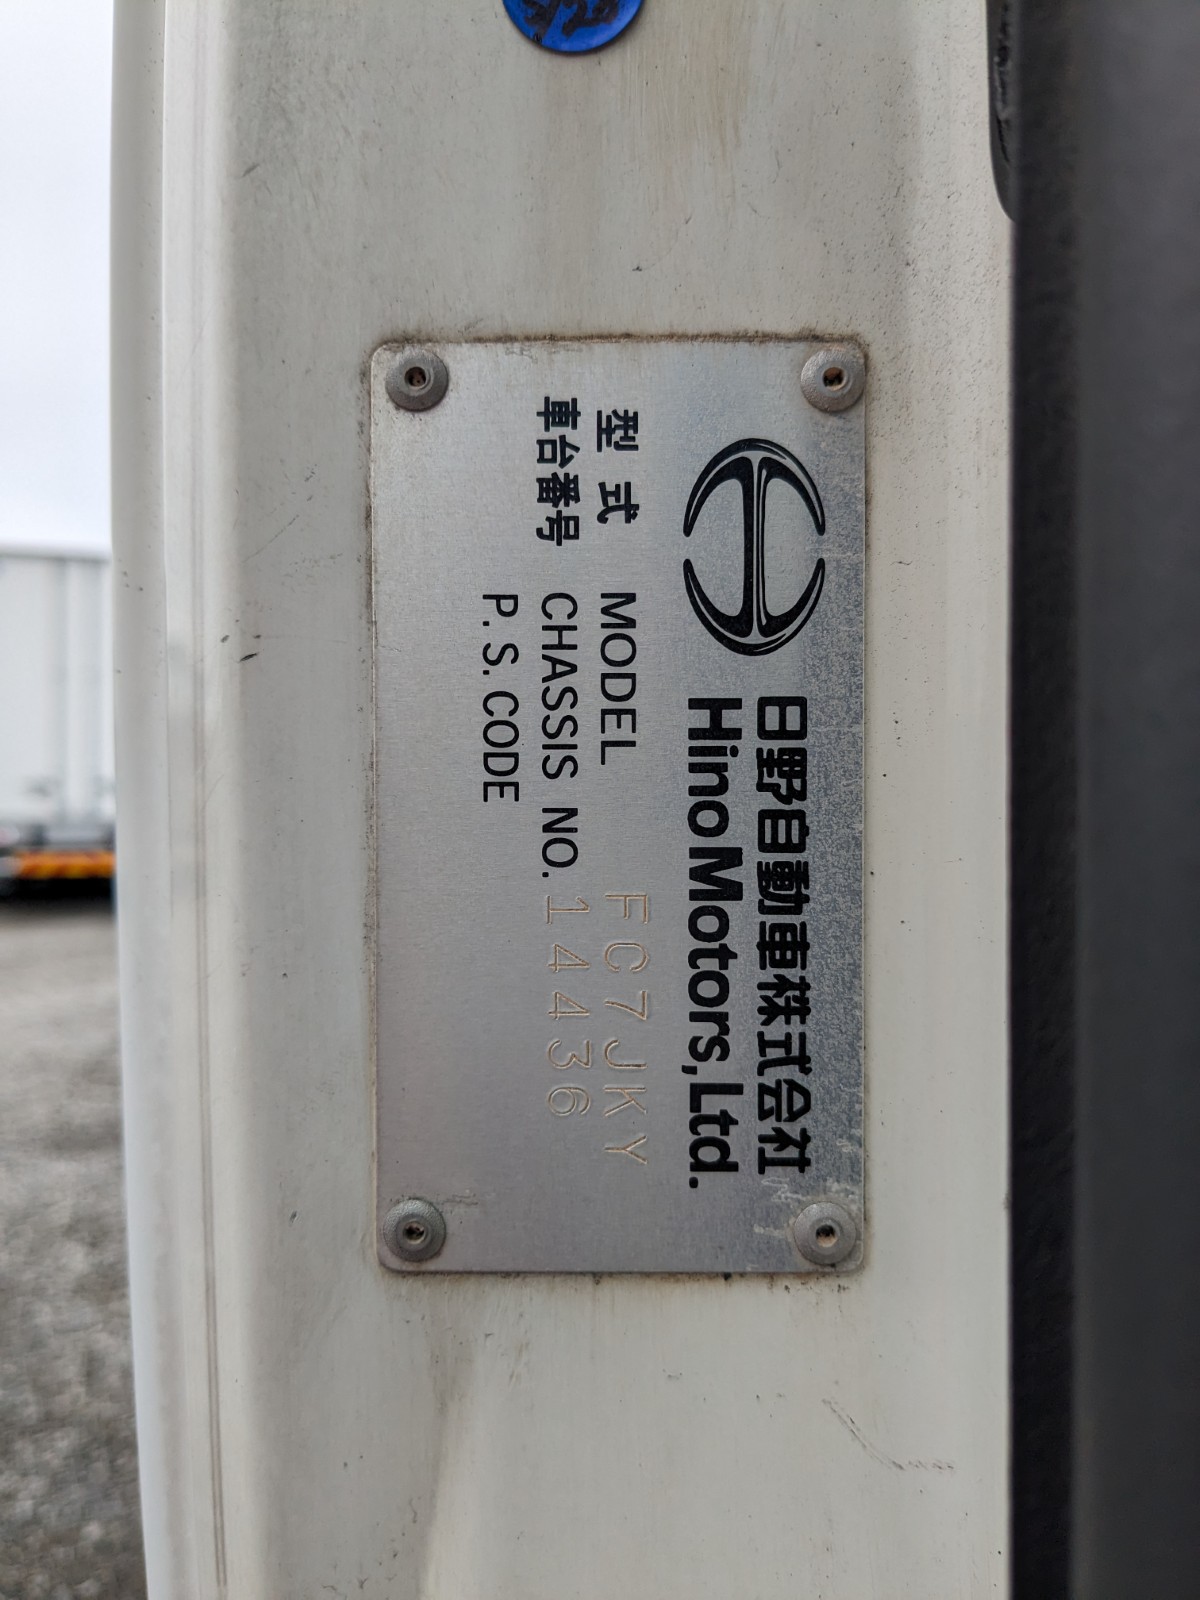 日野自動車株式会社
Hino Motors, Ltd.
型式 MODEL FC7JKY
車台番号 CHASSIS NO. 14436
P. S. CODE